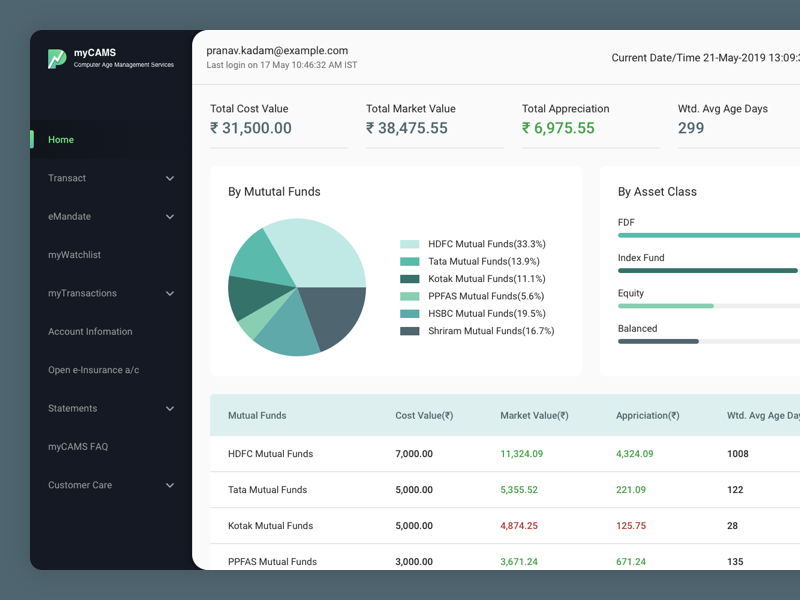 myCAMS
Computer Age Management Services
Home
Transact
eMandate
myWatchlist
myTransactions
Account Infomation
Open e-Insurance a/c
Statements
myCAMS FAQ
Customer Care
pranav.kadam@example.com
Last login on 17 May 10:46:32 AM IST
Current Date/Time 21-May-2019 13:09:3
Total Cost Value
₹ 31,500.00
Total Market Value
₹ 38,475.55
Total Appreciation
₹ 6,975.55
Wtd. Avg Age Days
299
By Mututal Funds
HDFC Mutual Funds(33.3%)
Tata Mutual Funds(13.9%)
Kotak Mutual Funds(11.1%)
PPFAS Mutual Funds(5.6%)
HSBC Mutual Funds(19.5%)
Shriram Mutual Funds(16.7%)
By Asset Class
FDF
Index Fund
Equity
Balanced
Mutual Funds Cost Value(₹) Market Value(₹) Appriciation(₹) Wtd. Avg Age Day
HDFC Mutual Funds 7,000.00 11,324.09 4,324.09 1008
Tata Mutual Funds 5,000.00 5,355.52 221.09 122
Kotak Mutual Funds 5,000.00 4,874.25 125.75 28
PPFAS Mutual Funds 3,000.00 3,671.24 671.24 135